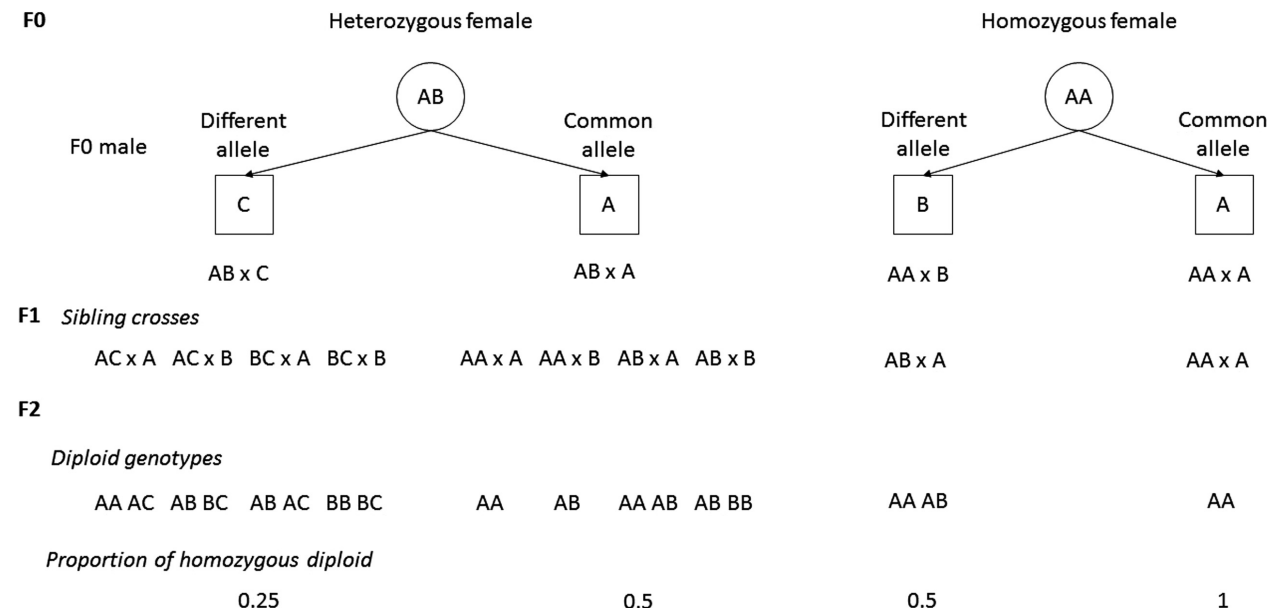 F0 Heterozygous female Homozygous female
AB AA
Different Common Different Common
F0 male allele allele allele allele
C A B A
AB x C AB x A AA x B AA x A
F1 Sibling crosses
AC x A AC x B BC x A BC x B AA x A AA x B AB x A AB x B AB x A AA x A
F2
Diploid genotypes
AA AC AB BC AB AC BB BC AA AB AA AB AB BB AA AB AA
Proportion of homozygous diploid
0.25 0.5 0.5 1